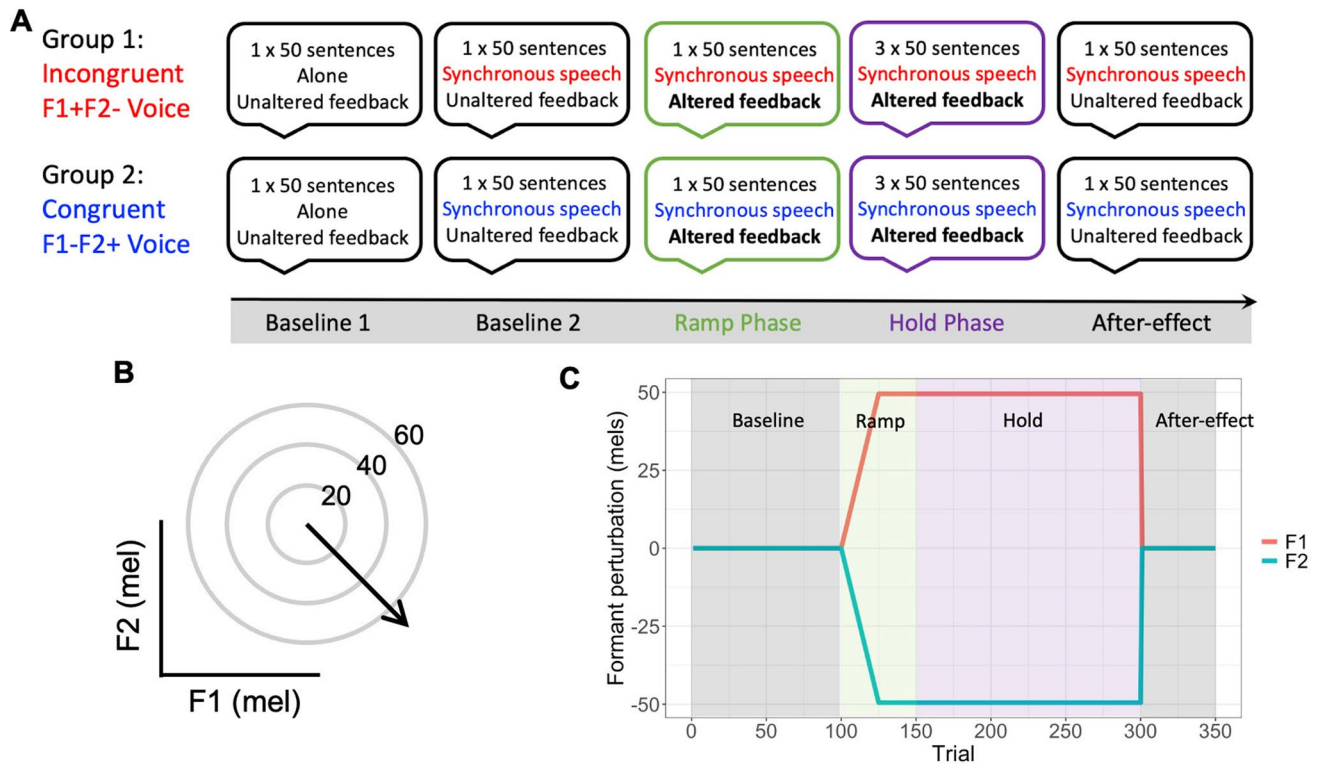 A
Group 1:
Incongruent
F1+F2- Voice
1 x 50 sentences
Alone
Unaltered feedback
1 x 50 sentences
Synchronous speech
Unaltered feedback
1 x 50 sentences
Synchronous speech
Altered feedback
3 x 50 sentences
Synchronous speech
Altered feedback
1 x 50 sentences
Synchronous speech
Unaltered feedback
Group 2:
Congruent
F1-F2+ Voice
1 x 50 sentences
Alone
Unaltered feedback
1 x 50 sentences
Synchronous speech
Unaltered feedback
1 x 50 sentences
Synchronous speech
Altered feedback
3 x 50 sentences
Synchronous speech
Altered feedback
1 x 50 sentences
Synchronous speech
Unaltered feedback
Baseline 1
Baseline 2
Ramp Phase
Hold Phase
After-effect
B
60
40
20
F2 (mel)
F1 (mel)
C
Formant perturbation (mels)
50
25
0
-25
-50
Baseline
Ramp
Hold
After-effect
0
50
100
150
200
250
300
350
Trial
F1
F2